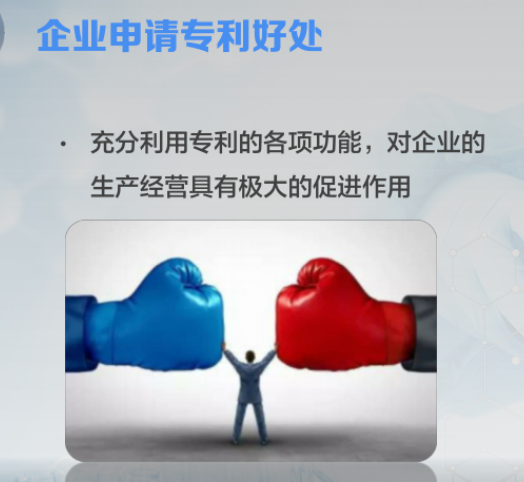 企业申请专利好处
• 充分利用专利的各项功能，对企业的
生产经营具有极大的促进作用